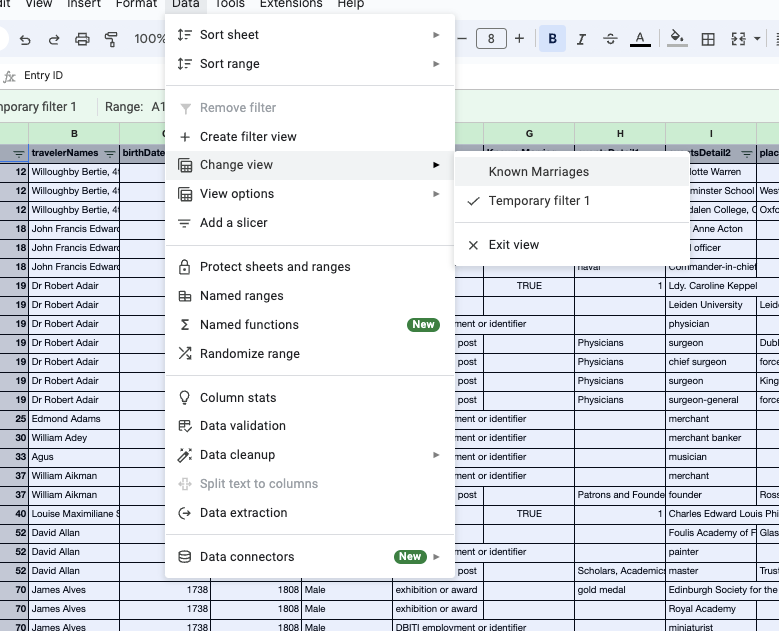 dit View Insert Format Data Tools Extensions Help
100% 8 B I A
fx Entry ID
nporary filter 1 Range: A1
B G H I
travelerNames birthDate tsDetail2 plac
12 Willoughby Bertie, 4t lotte Warren
12 Willoughby Bertie, 4t minster School West
12 Willoughby Bertie, 4t dalen College, O Oxfo
18 John Francis Edward Anne Acton
18 John Francis Edward officer
18 John Francis Edward naval Commander-in-chief
19 Dr Robert Adair TRUE 1 Ldy. Caroline Keppel
19 Dr Robert Adair Leiden University Leid
19 Dr Robert Adair ment or identifier physician
19 Dr Robert Adair post Physicians surgeon Dubl
19 Dr Robert Adair post Physicians chief surgeon force
19 Dr Robert Adair post Physicians surgeon King
19 Dr Robert Adair post Physicians surgeon-general force
25 Edmond Adams ment or identifier merchant
30 William Adey ment or identifier merchant banker
33 Agus ment or identifier musician
37 William Aikman ment or identifier merchant
37 William Aikman post Patrons and Founde founder Ross
40 Louise Maximiliane S TRUE 1 Charles Edward Louis Phi
52 David Allan Foulis Academy of F Glas
52 David Allan ment or identifier painter
52 David Allan post Scholars, Academics master Trust
70 James Alves 1738 1808 Male exhibition or award gold medal Edinburgh Society for the
70 James Alves 1738 1808 Male exhibition or award Royal Academy
70 James Alves 1738 1808 Male DBITI employment or identifier miniaturist
Sort sheet
Sort range
Remove filter
Create filter view
Change view
View options
Add a slicer
Protect sheets and ranges
Named ranges
Named functions New
Randomize range
Column stats
Data validation
Data cleanup
Split text to columns
Data extraction
Data connectors New
Known Marriages
Temporary filter 1
Exit view